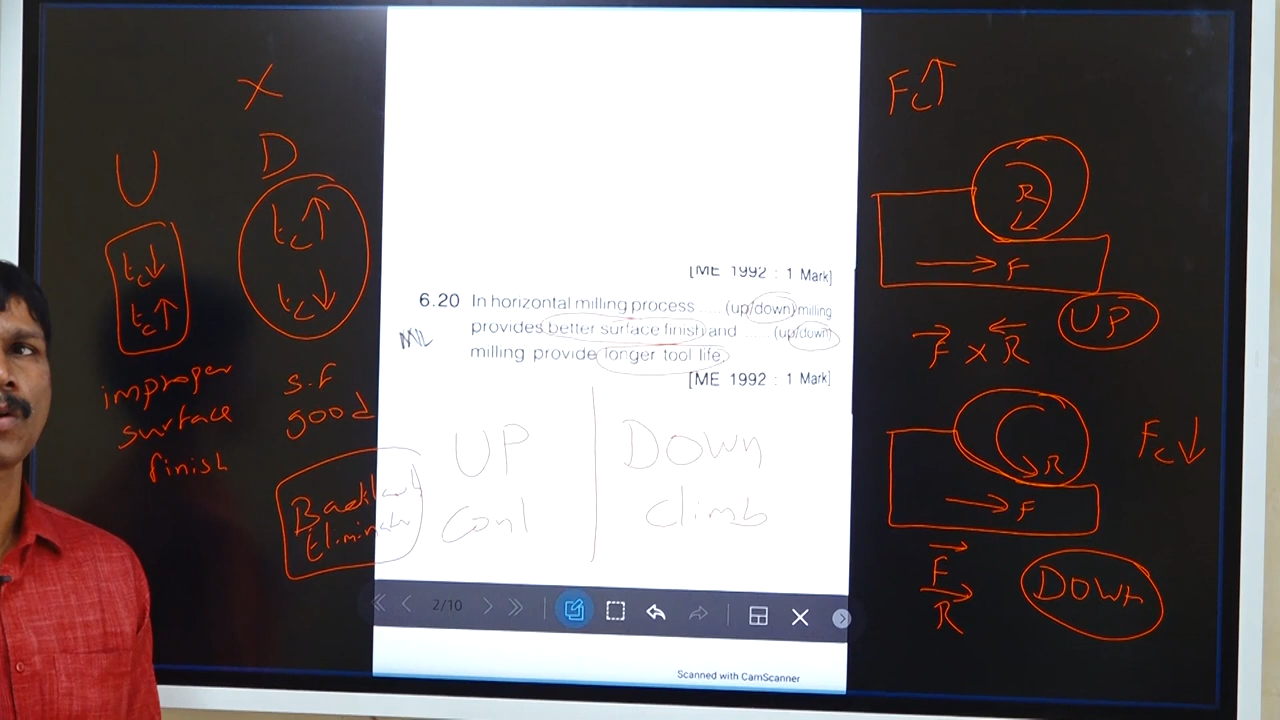 X
U
D
tc↓
tc↑
tc↑
tc↓
improper
surface
finish
S.F
good
Backlash
Eliminator
[ME 1992 : 1 Mark]
6.20 In horizontal milling process ..... (up/down) milling
provides better surface finish and ..... (up/down)
milling provide longer tool life.
[ME 1992 : 1 Mark]
UP
Down
Climb
2/10
Scanned with CamScanner
Fc↑
R
F
UP
F x R
R
F
Fc↓
F
R
DOWN